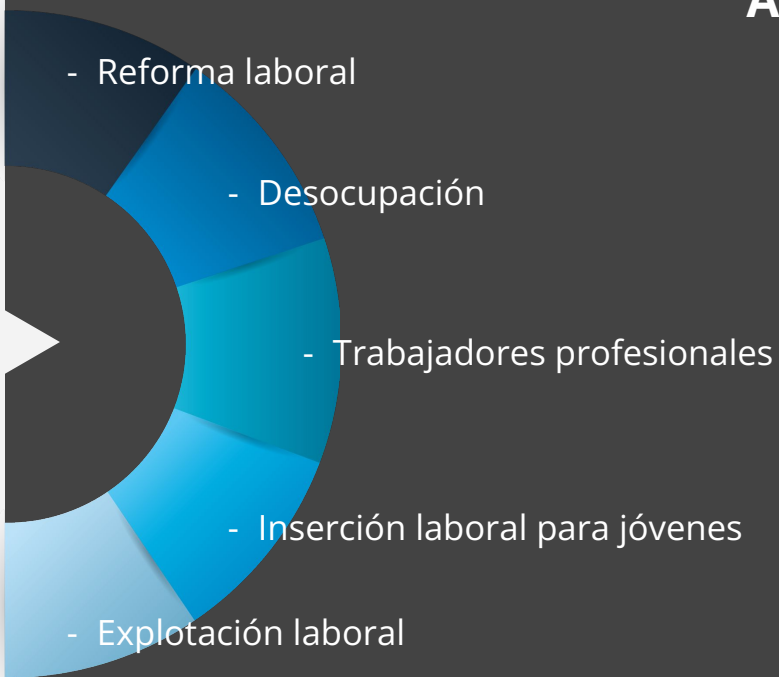 - Reforma laboral
- Desocupación
- Trabajadores profesionales
- Inserción laboral para jóvenes
- Explotación laboral